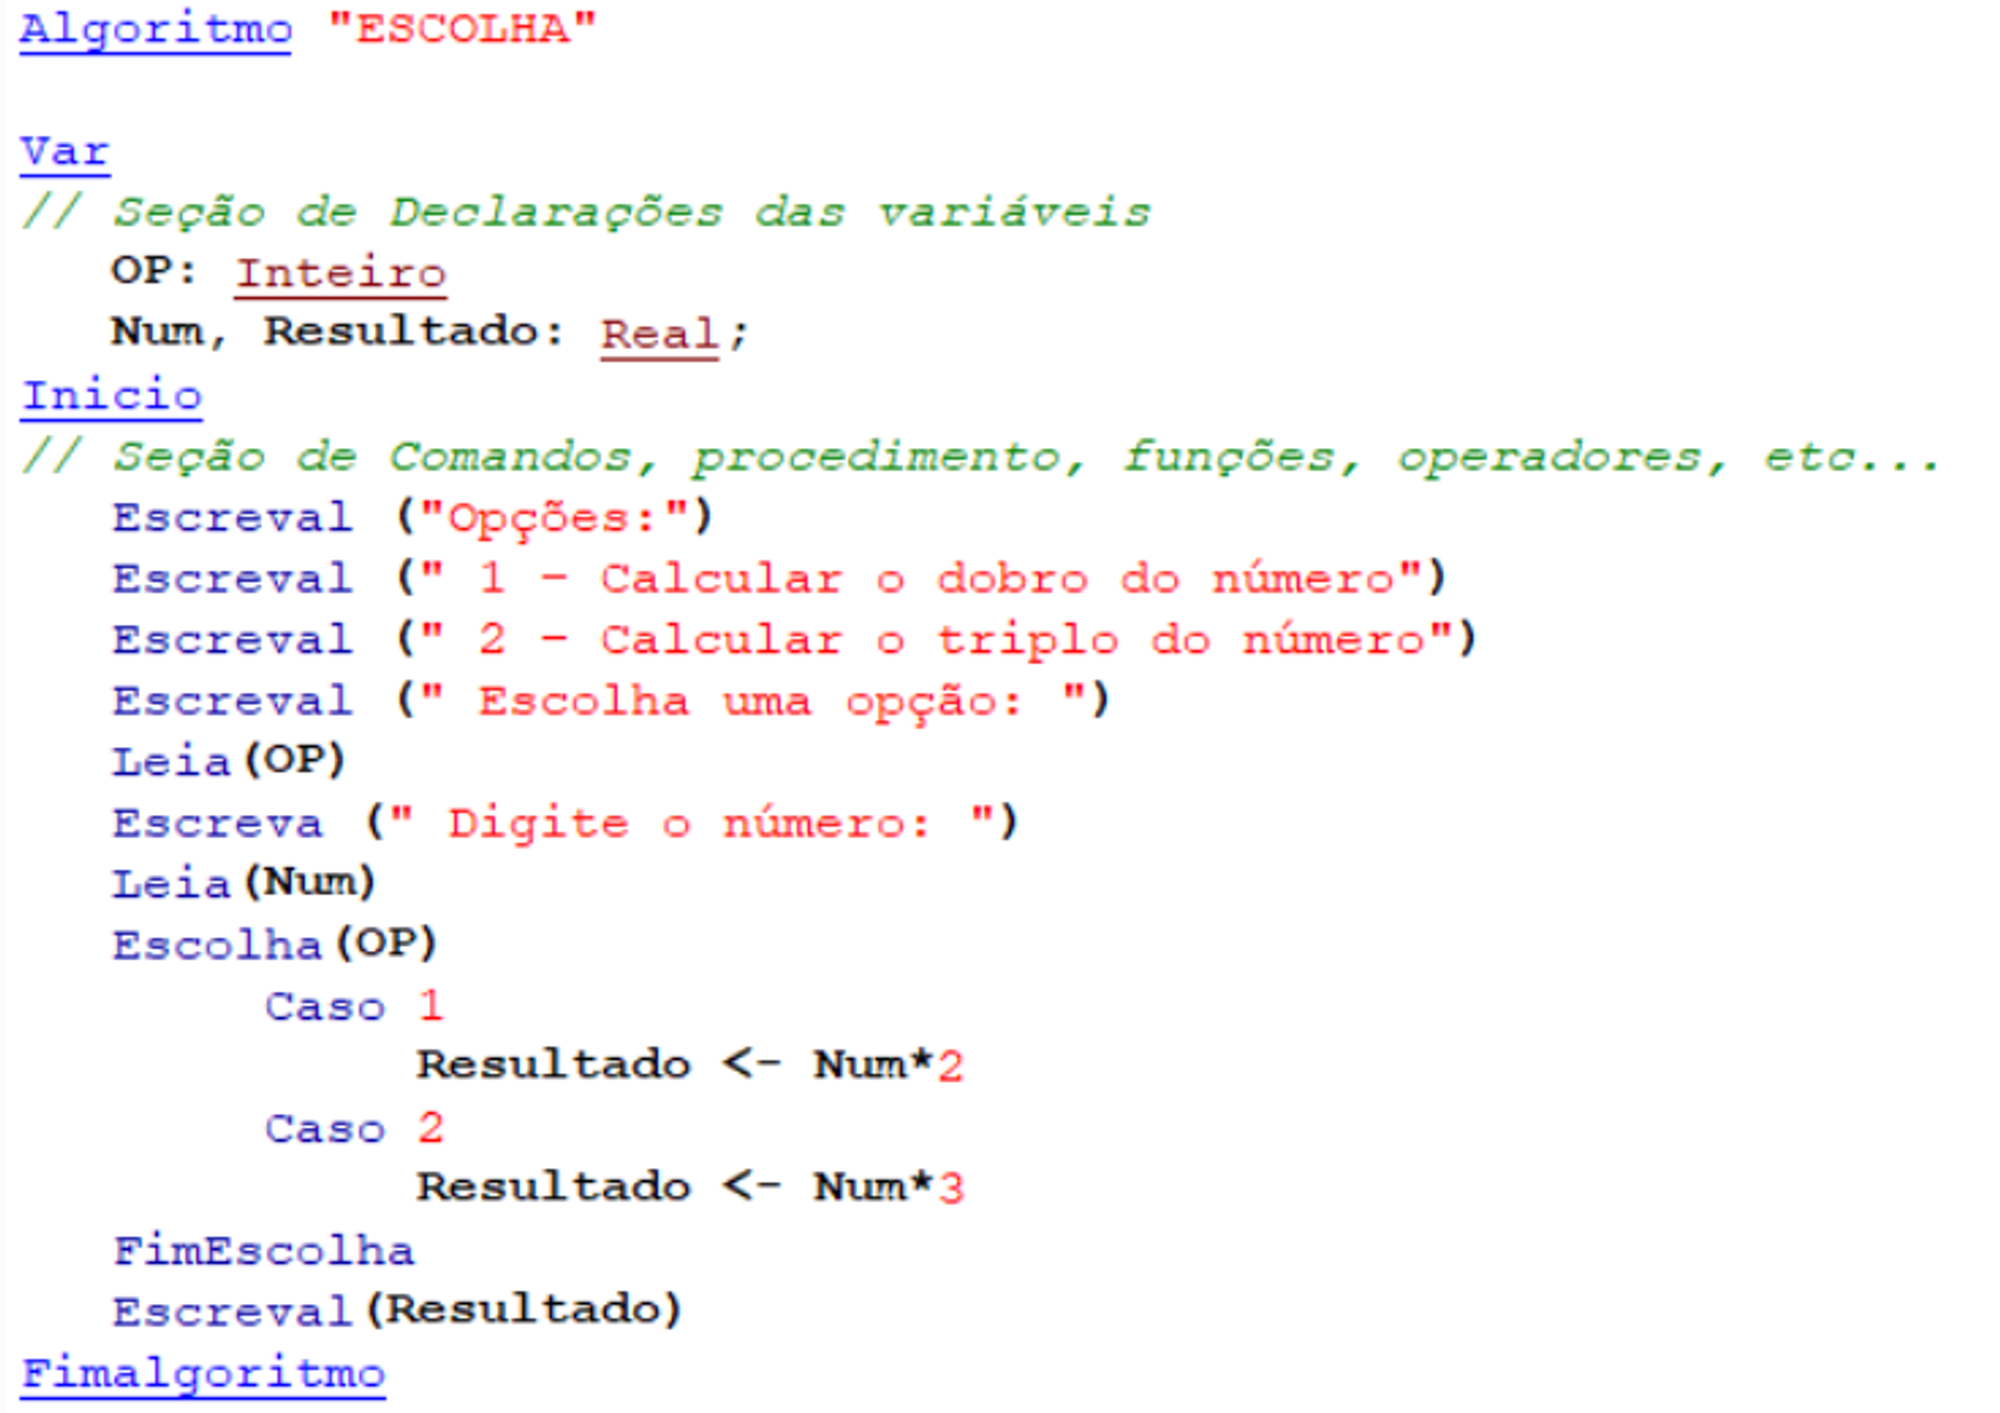 Algoritmo "ESCOLHA"
Var
// Seção de Declarações das variáveis
OP: Inteiro
Num, Resultado: Real;
Inicio
// Seção de Comandos, procedimento, funções, operadores, etc...
Escreval ("Opções:")
Escreval (" 1 - Calcular o dobro do número")
Escreval (" 2 - Calcular o triplo do número")
Escreval (" Escolha uma opção: ")
Leia(OP)
Escreva (" Digite o número: ")
Leia(Num)
Escolha(OP)
Caso 1
Resultado <- Num*2
Caso 2
Resultado <- Num*3
FimEscolha
Escreval(Resultado)
Fimalgoritmo